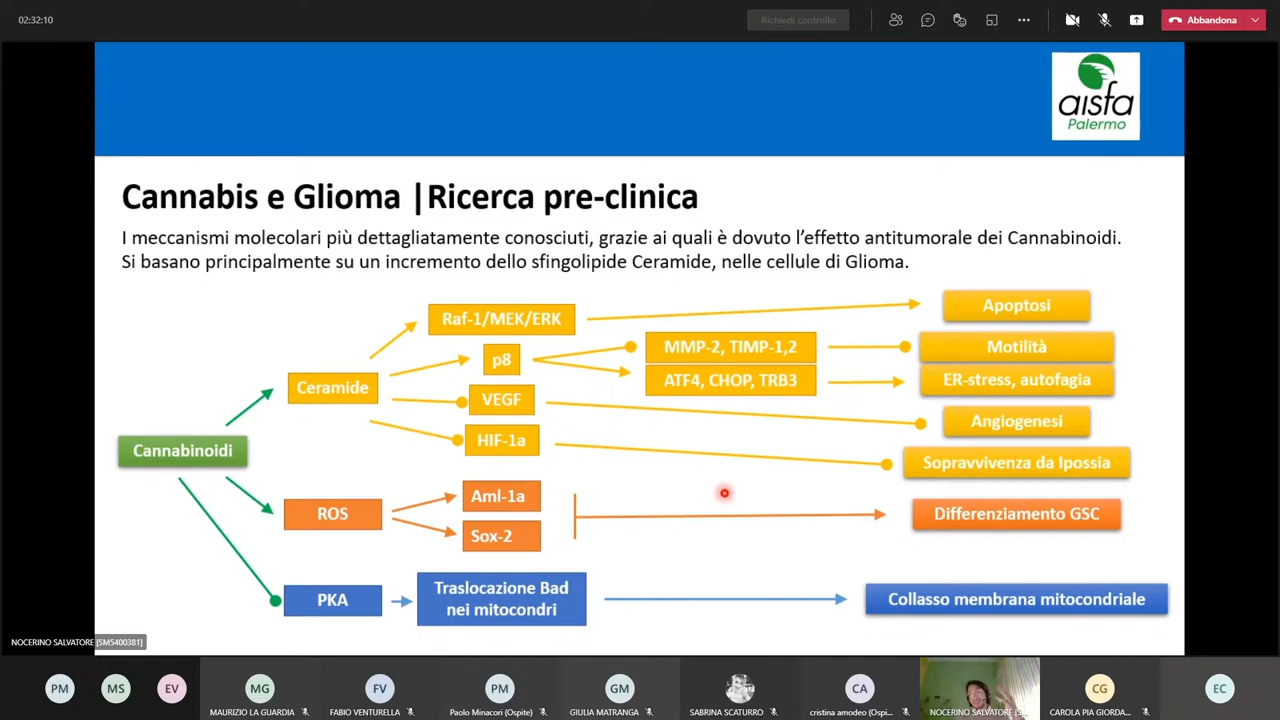 02:32:10
Richiedi controllo
Abbandona
aisfa
Palermo
Cannabis e Glioma |Ricerca pre-clinica
I meccanismi molecolari più dettagliatamente conosciuti, grazie ai quali è dovuto l'effetto antitumorale dei Cannabinoidi.
Si basano principalmente su un incremento dello sfingolipide Ceramide, nelle cellule di Glioma.
Raf-1/MEK/ERK
Apoptosi
p8
MMP-2, TIMP-1,2
Motilità
Ceramide
ATF4, CHOP, TRB3
ER-stress, autofagia
VEGF
Angiogenesi
HIF-1a
Cannabinoidi
Sopravvivenza da Ipossia
Aml-1a
ROS
Differenziamento GSC
Sox-2
PKA
Traslocazione Bad
nei mitocondri
Collasso membrana mitocondriale
NOCERINO SALVATORE [SM5400381]
PM
MS
EV
MG
MAURIZIO LA GUARDIA
FV
FABIO VENTURELLA
PM
Paolo Minacori (Ospite)
GM
GIULIA MATRANGA
SABRINA SCATURRO
CA
cristina amodeo (Ospi...
NOCERINO SALVATORE [S...
CG
CAROLA PIA GIORDA...
EC